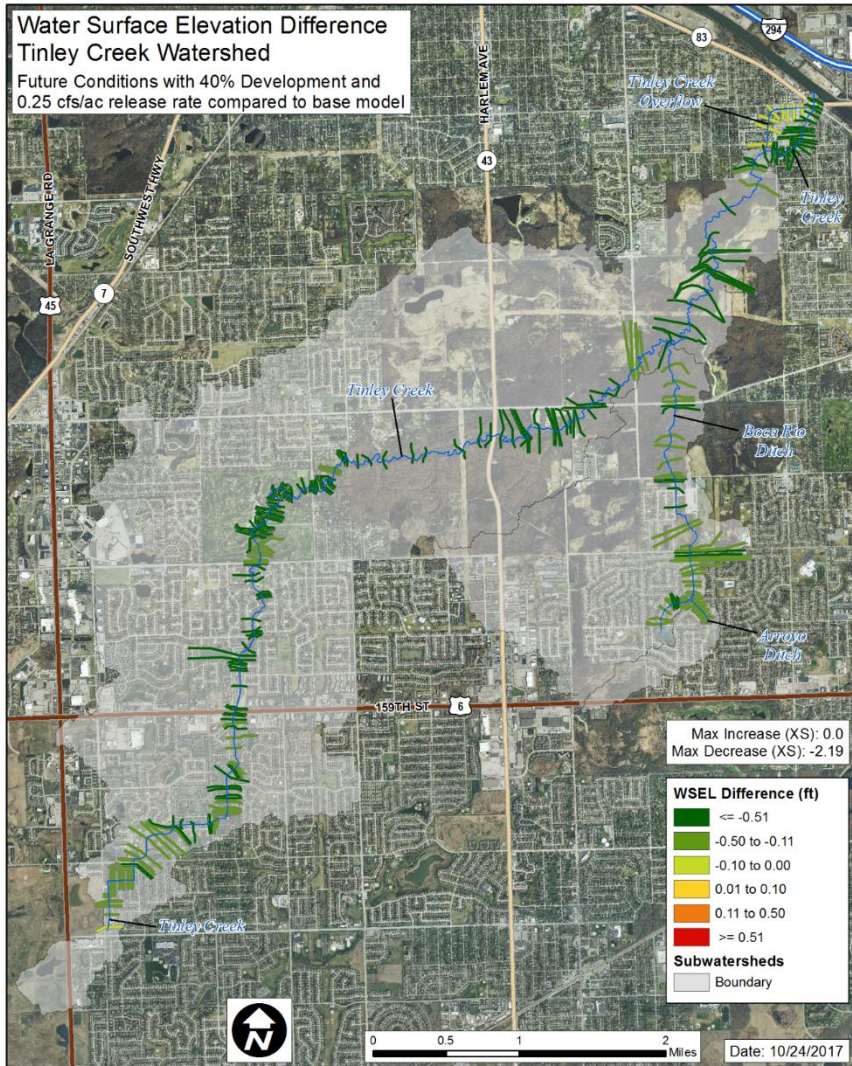 Water Surface Elevation Difference
Tinley Creek Watershed
Future Conditions with 40% Development and
0.25 cfs/ac release rate compared to base model
HARLEM AVE
83
294
Tinley Creek
Overflow
43
LA GRANGE RD
SOUTHWEST HWY
Tinley
Creek
7
45
Tinley Creek
Boca Rio
Ditch
Arroyo
Ditch
159TH ST
6
Max Increase (XS): 0.0
Max Decrease (XS): -2.19
WSEL Difference (ft)
<= -0.51
-0.50 to -0.11
-0.10 to 0.00
0.01 to 0.10
0.11 to 0.50
>= 0.51
Subwatersheds
Boundary
Tinley Creek
N
0 0.5 1 2
Miles
Date: 10/24/2017